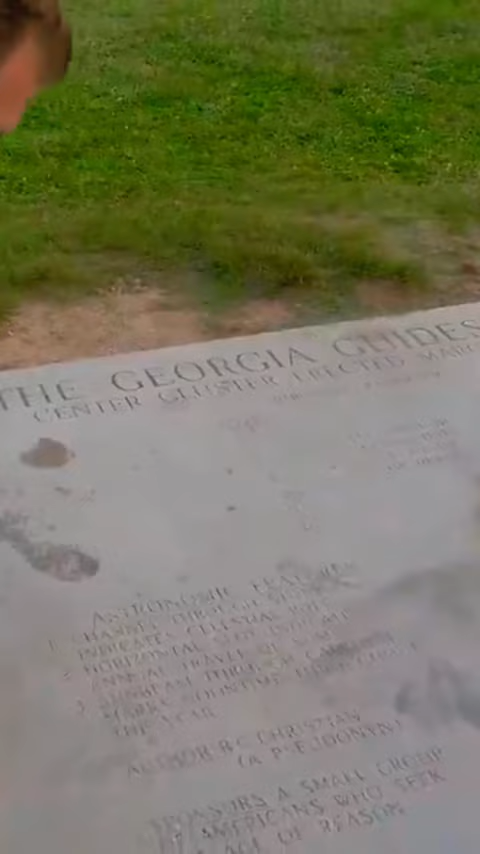 THE GEORGIA GUIDES
CENTER CLUSTER ERECTED MARC
ASTRONOMIC FEATURES
1. CHANNEL THROUGH STONE
INDICATES CELESTIAL POLE
2. HORIZONTAL SLOT INDICATES
ANNUAL TRAVEL OF SUN
3. SUNBEAM THROUGH CAPSTONE
MARKS NOONTIME THROUGHOUT
THE YEAR
AUTHOR: R.C. CHRISTIAN
(A PSEUDONYM)
SPONSORS: A SMALL GROUP
OF AMERICANS WHO SEEK
AGE OF REASON